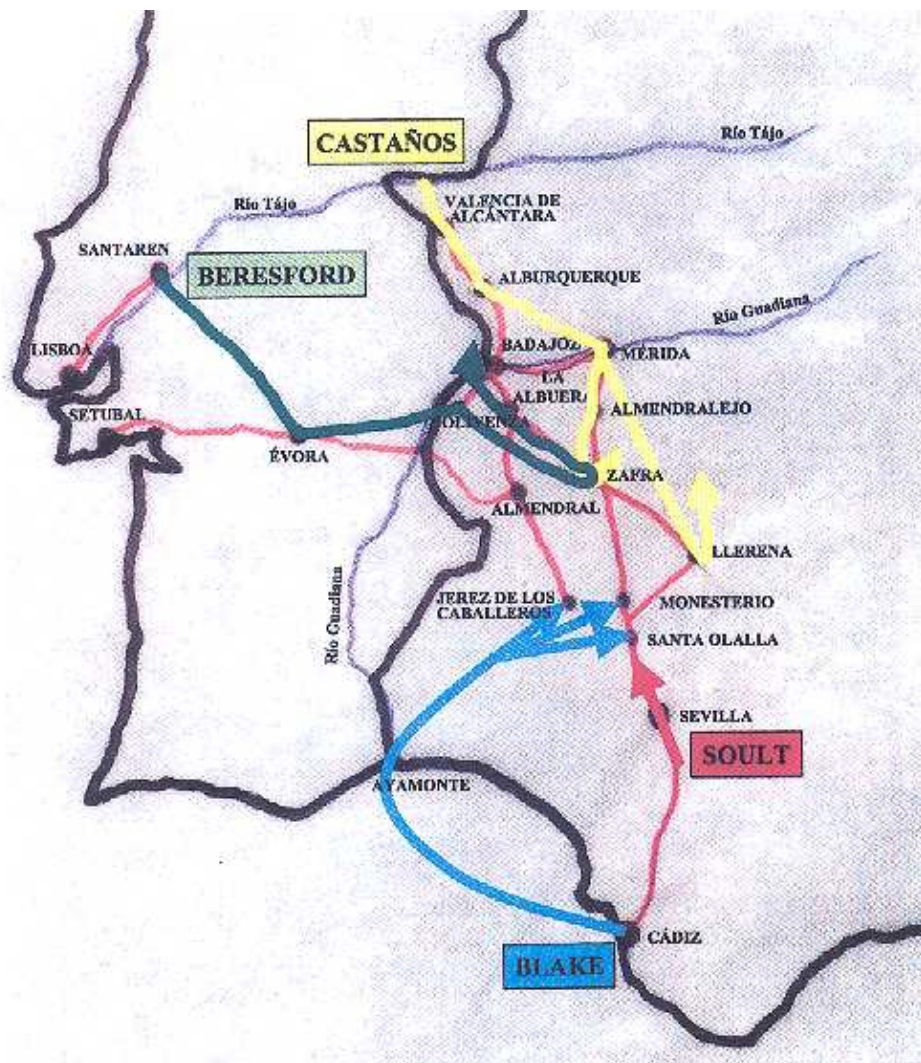 CASTAÑOS
Río Tájo
Río Tájo
VALENCIA DE
ALCÁNTARA
SANTAREN
BERESFORD
ALBURQUERQUE
Río Guadiana
LISBOA
BADAJOZ
MÉRIDA
LA
ALBUERA
SETUBAL
OLIVENZA
ALMENDRALEJO
ÉVORA
ZAFRA
ALMENDRAL
LLERENA
Río Guadiana
JEREZ DE LOS
CABALLEROS
MONESTERIO
SANTA OLALLA
SEVILLA
SOULT
AYAMONTE
CÁDIZ
BLAKE